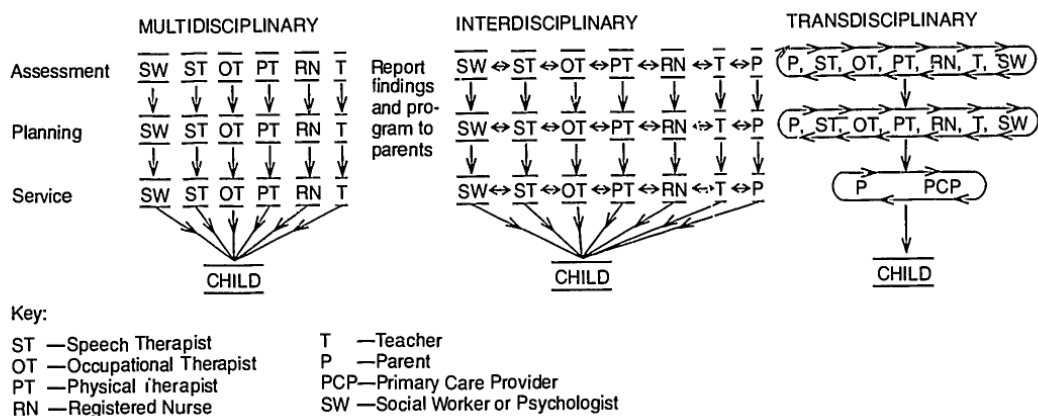 MULTIDISCIPLINARY
INTERDISCIPLINARY
TRANSDISCIPLINARY
Assessment
SW ST OT PT RN T
Report
findings
and pro-
gram to
parents
SW ST OT PT RN T P
P, ST, OT, PT, RN, T, SW
Planning
SW ST OT PT RN T
SW ST OT PT RN T P
P, ST, OT, PT, RN, T, SW
Service
SW ST OT PT RN T
SW ST OT PT RN T P
P PCP
CHILD
CHILD
CHILD
Key:
ST —Speech Therapist
OT —Occupational Therapist
PT —Physical Therapist
RN —Registered Nurse
T —Teacher
P —Parent
PCP—Primary Care Provider
SW —Social Worker or Psychologist